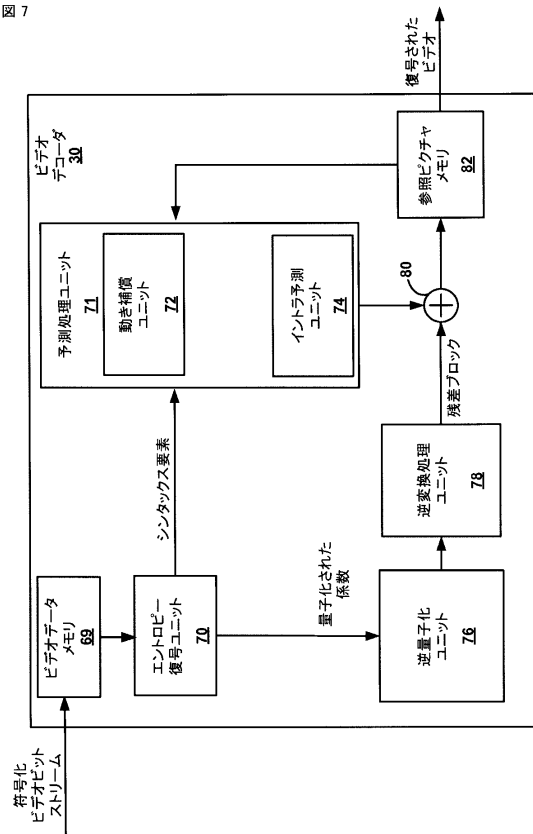 図 7
符号化
ビデオビット
ストリーム
ビデオデータ
メモリ
69
エントロピー
復号ユニット
70
シンタックス要素
量子化された
係数
逆量子化
ユニット
76
逆変換処理
ユニット
78
残差ブロック
80
予測処理ユニット
71
動き補償
ユニット
72
イントラ予測
ユニット
74
ビデオ
デコーダ
30
参照ピクチャ
メモリ
82
復号された
ビデオ